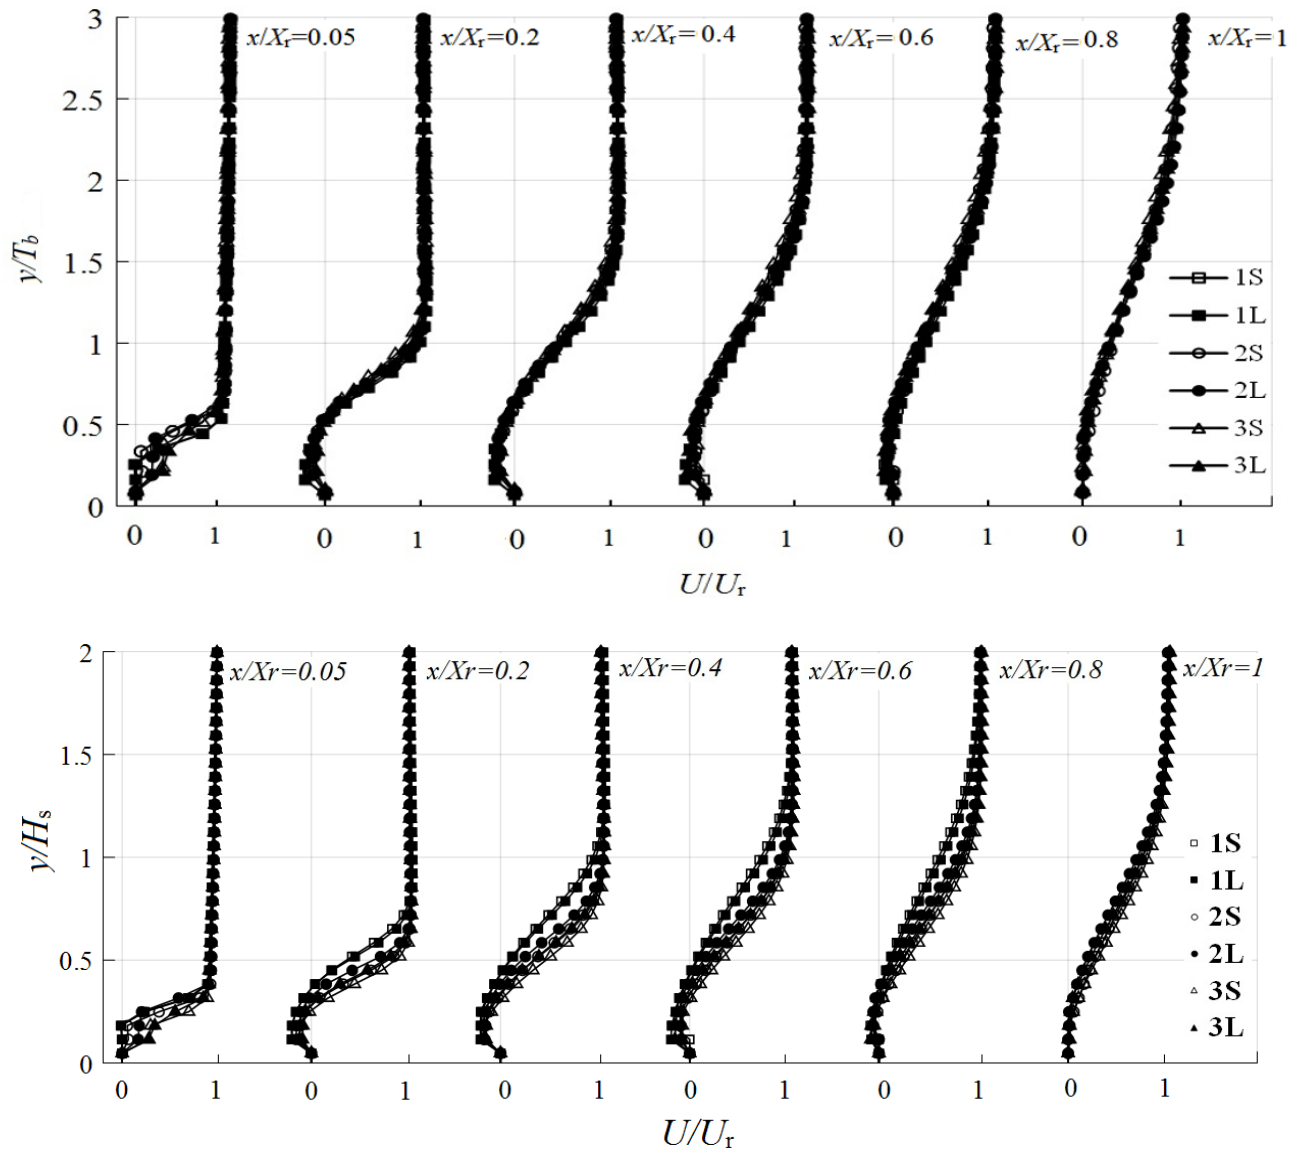 3 x/Xr=0.05 x/Xr=0.2 x/Xr=0.4 x/Xr=0.6 x/Xr=0.8 x/Xr=1
2.5
2
y/Tb
1.5
1S
1L
1
2S
2L
0.5
3S
3L
0
0 1 0 1 0 1 0 1 0 1 0 1
U/Ur
2
x/Xr=0.05 x/Xr=0.2 x/Xr=0.4 x/Xr=0.6 x/Xr=0.8 x/Xr=1
1.5
y/Hs
1
1S
1L
2S
0.5
2L
3S
3L
0
0 1 0 1 0 1 0 1 0 1 0 1
U/Ur